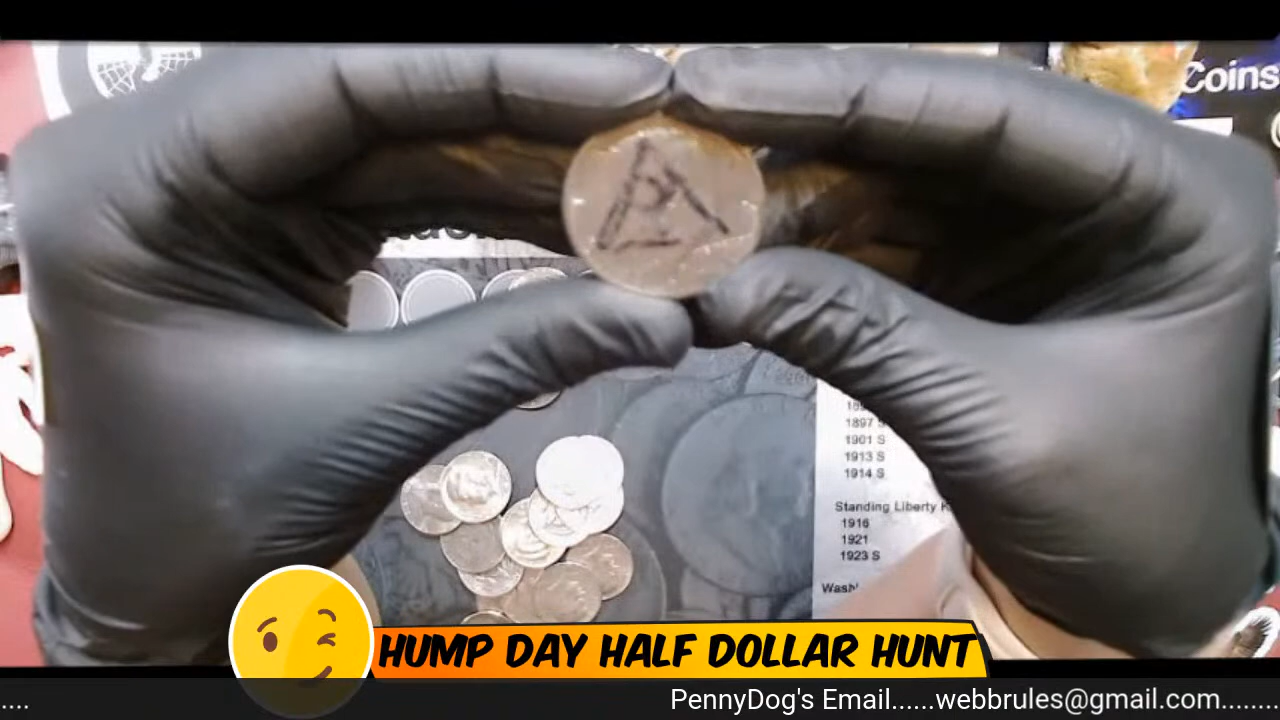 Coins
1897 S
1901 S
1913 S
1914 S
Standing Liberty
1916
1921
1923 S
HUMP DAY HALF DOLLAR HUNT
.... PennyDog's Email......webbrules@gmail.com........